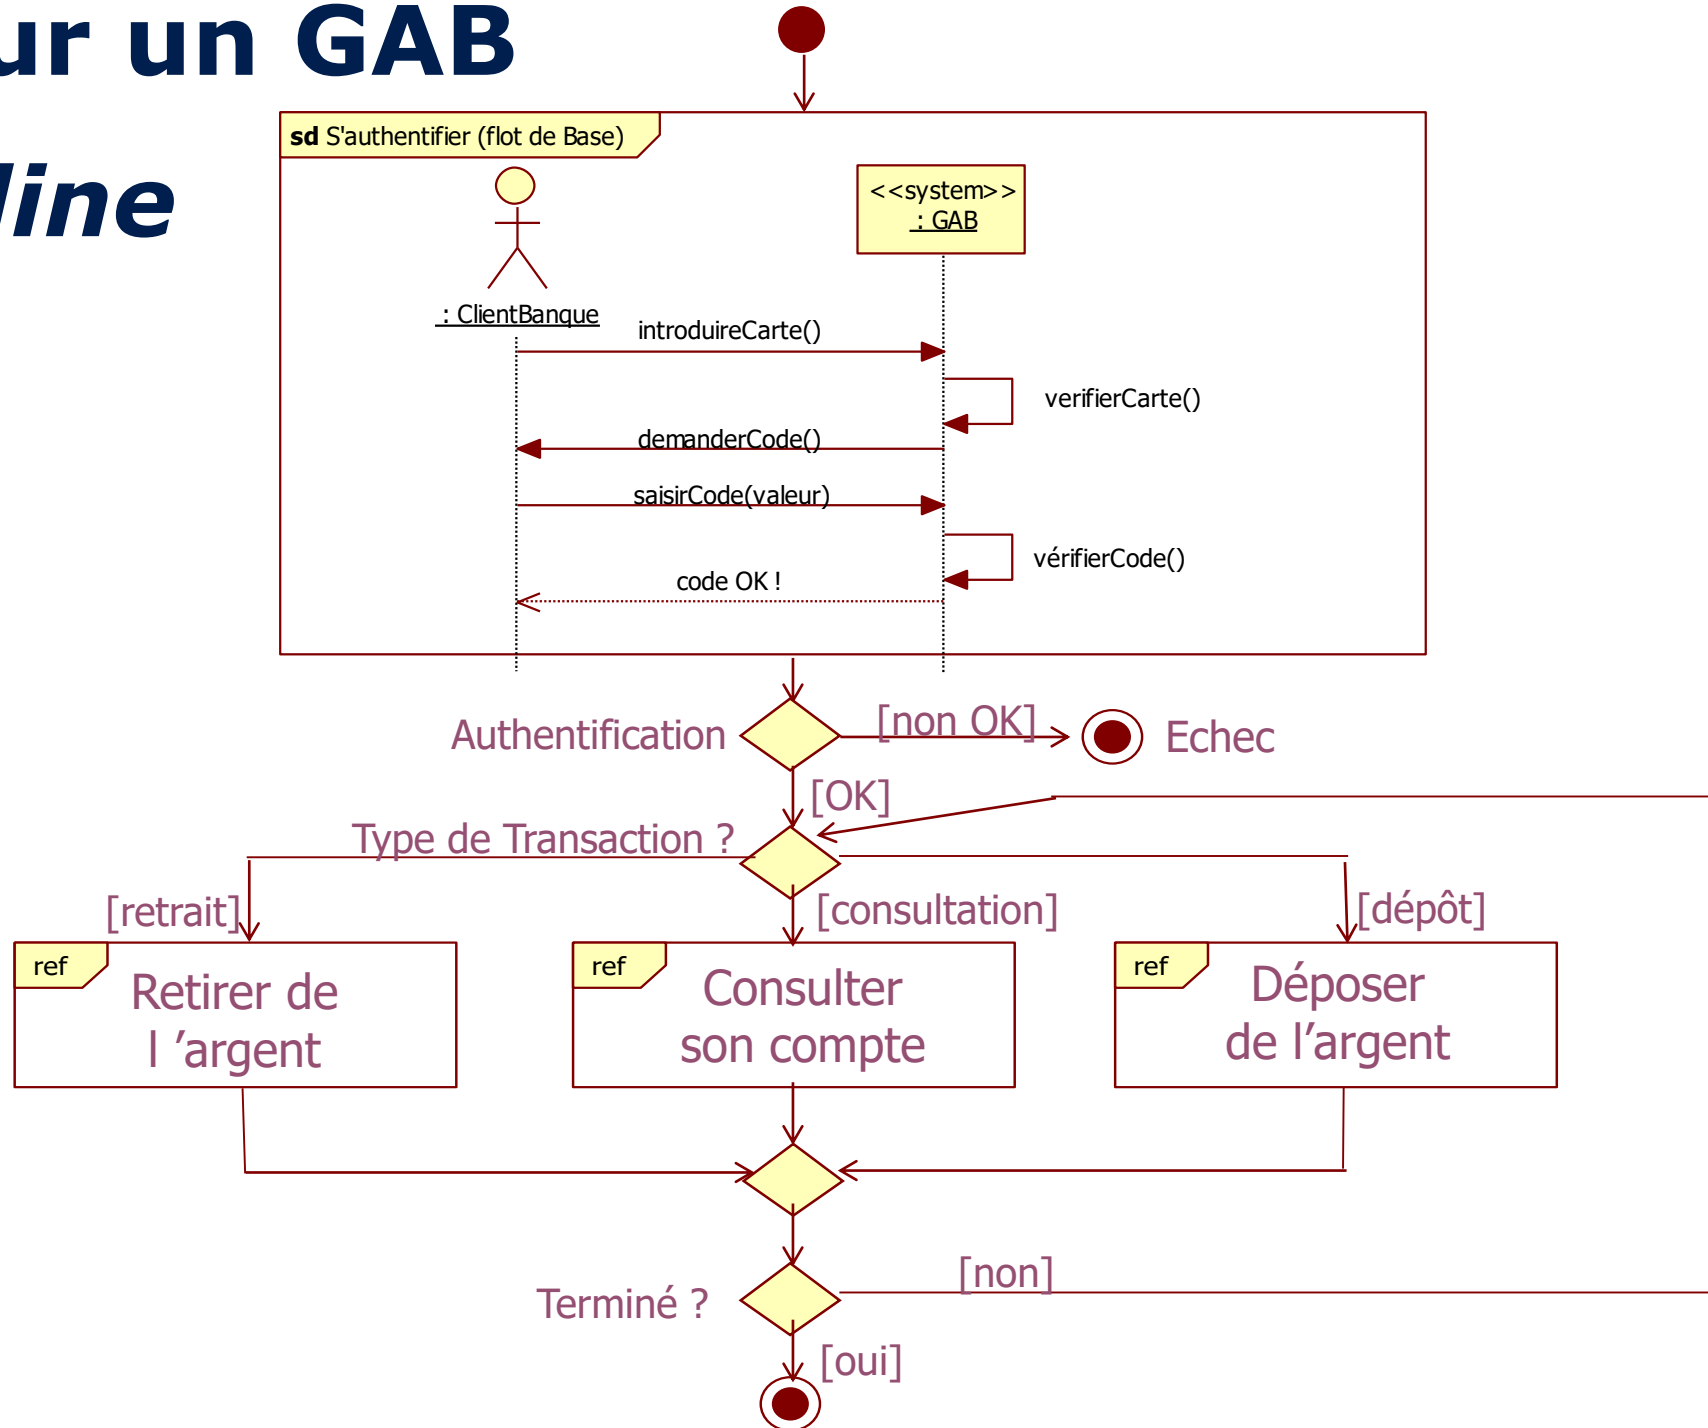 ur un GAB
line
sd S'authentifier (flot de Base)
<<system>>
: GAB
: ClientBanque
introduireCarte()
verifierCarte()
demanderCode()
saisirCode(valeur)
vérifierCode()
code OK !
Authentification
[non OK]
Echec
[OK]
Type de Transaction ?
[retrait]
[consultation]
[dépôt]
ref
Retirer de
l ’argent
ref
Consulter
son compte
ref
Déposer
de l’argent
[non]
Terminé ?
[oui]